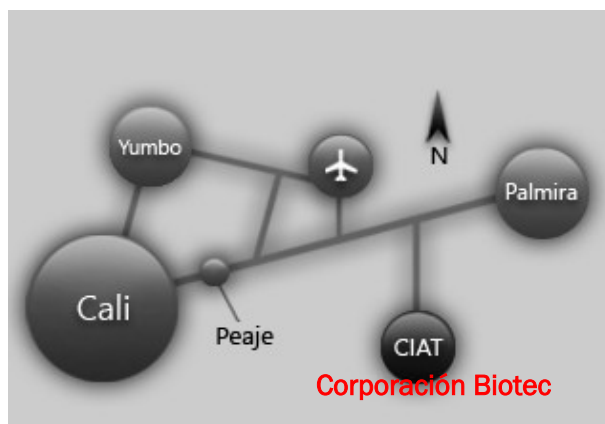 Yumbo
N
Palmira
Cali
Peaje
CIAT
Corporación Biotec